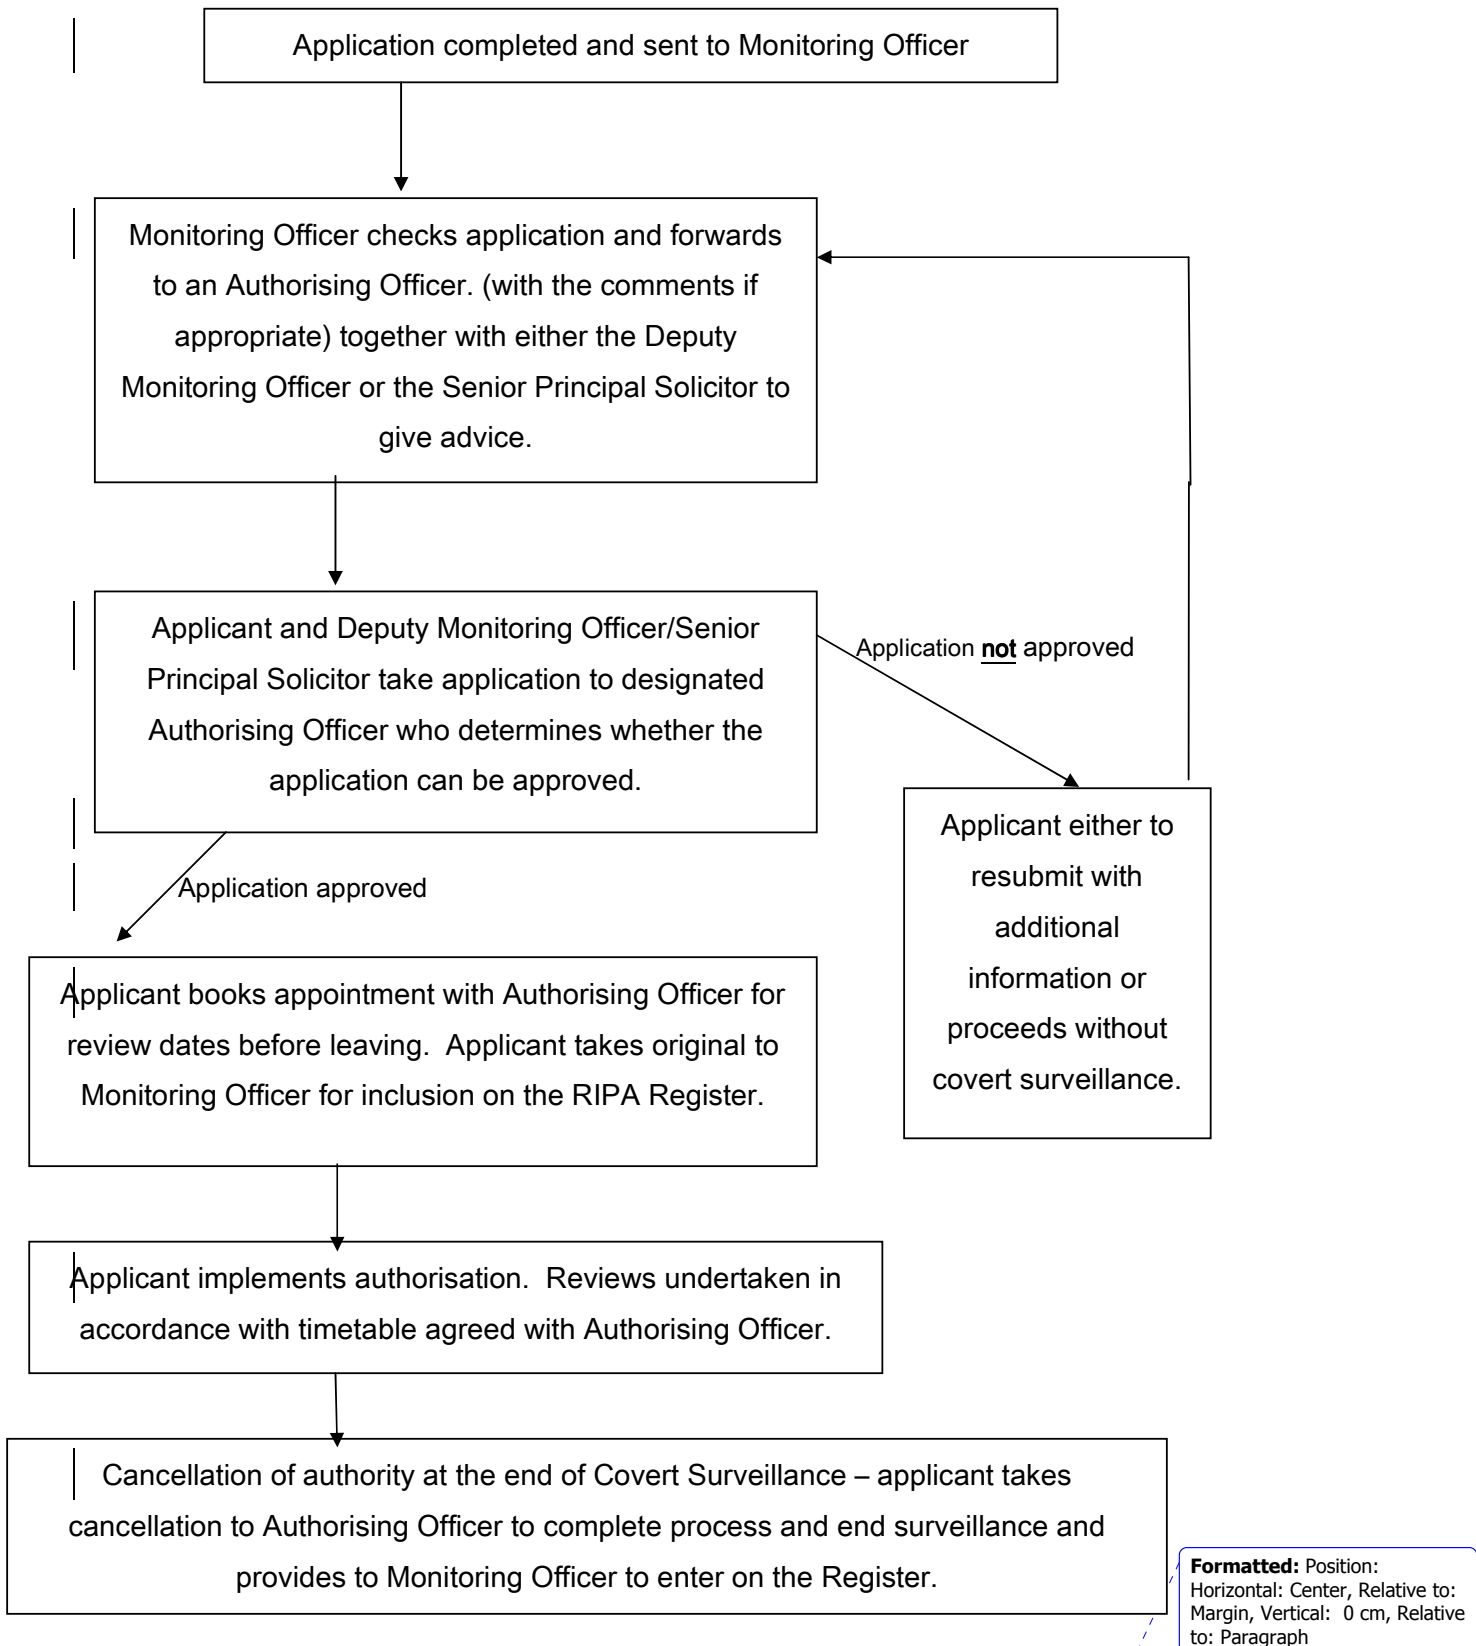 Application completed and sent to Monitoring Officer
Monitoring Officer checks application and forwards
to an Authorising Officer. (with the comments if
appropriate) together with either the Deputy
Monitoring Officer or the Senior Principal Solicitor to
give advice.
Applicant and Deputy Monitoring Officer/Senior
Principal Solicitor take application to designated
Authorising Officer who determines whether the
application can be approved.
Application not approved
Applicant either to
resubmit with
additional
information or
proceeds without
covert surveillance.
Application approved
Applicant books appointment with Authorising Officer for
review dates before leaving.  Applicant takes original to
Monitoring Officer for inclusion on the RIPA Register.
Applicant implements authorisation.  Reviews undertaken in
accordance with timetable agreed with Authorising Officer.
Cancellation of authority at the end of Covert Surveillance – applicant takes
cancellation to Authorising Officer to complete process and end surveillance and
provides to Monitoring Officer to enter on the Register.
Formatted: Position:
Horizontal: Center, Relative to:
Margin, Vertical:  0 cm, Relative
to: Paragraph